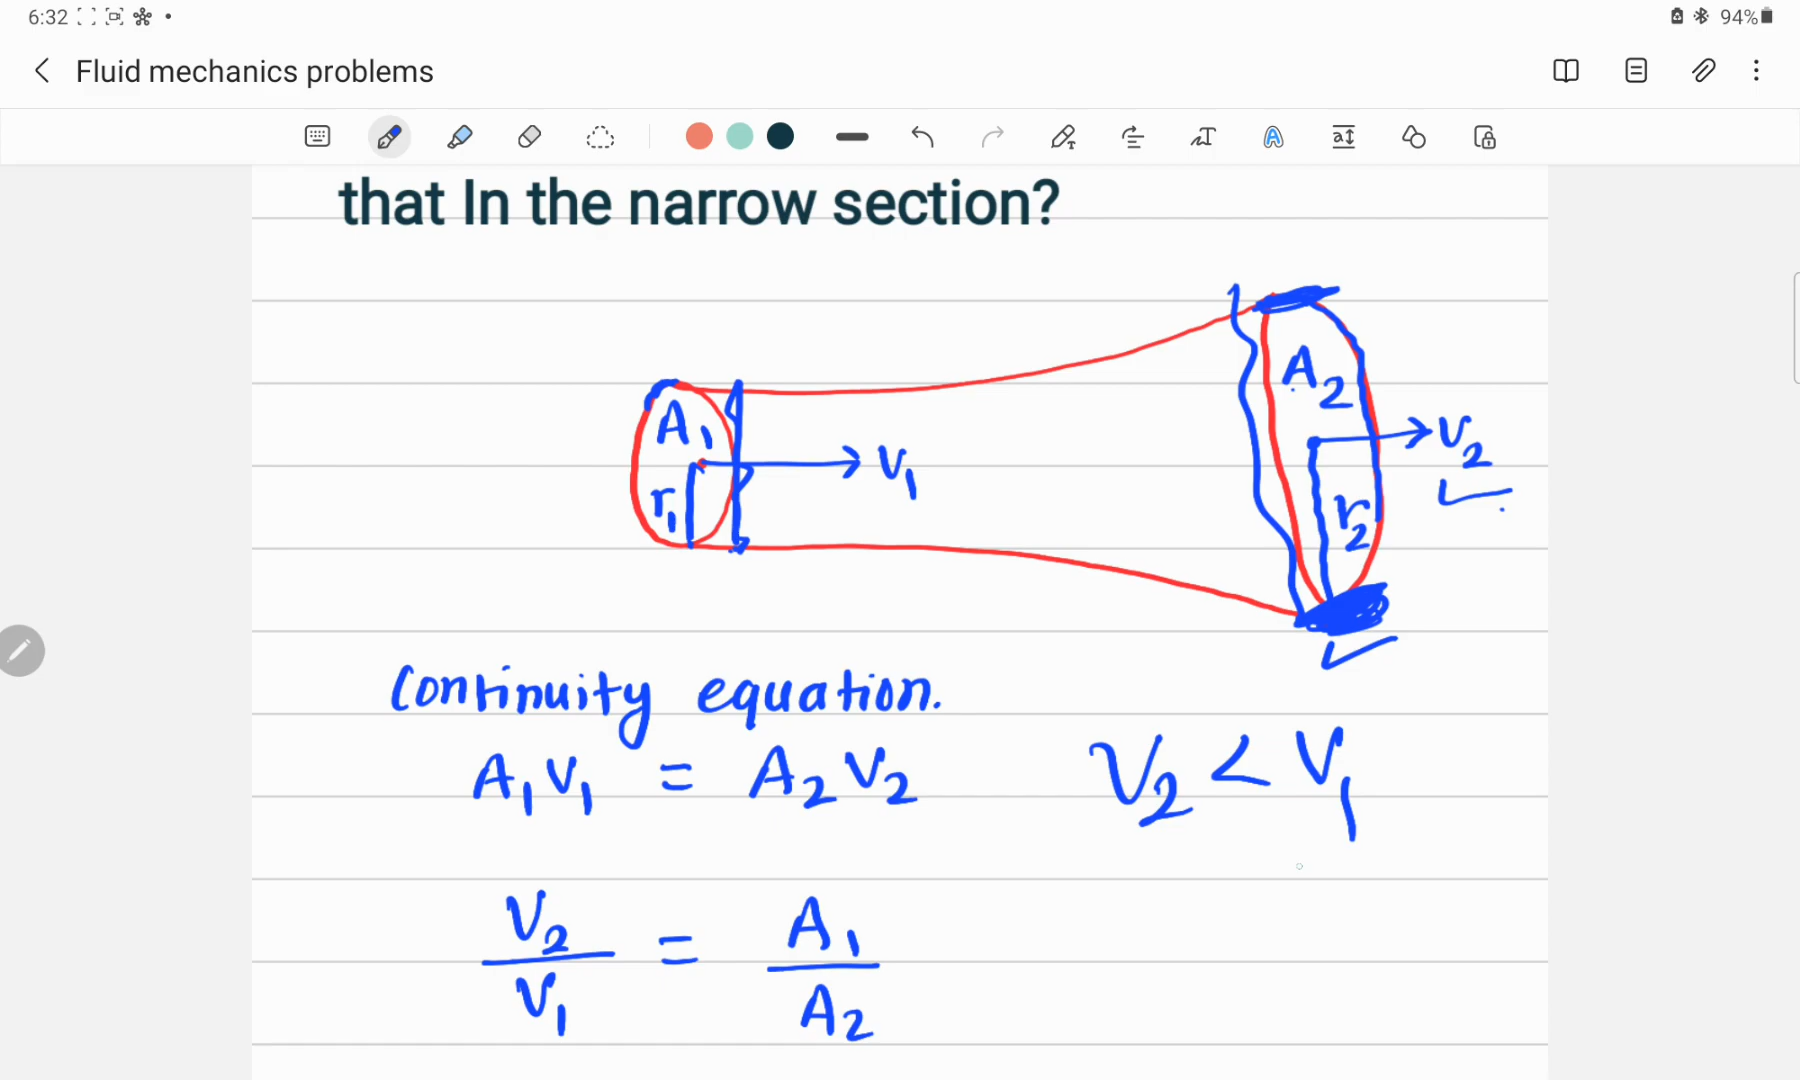 6:32
94%
Fluid mechanics problems
that In the narrow section?
A₁
r₁
V₁
A₂
V₂
r₂
Continuity equation.
A₁V₁ = A₂V₂
V₂ < V₁
V₂/V₁ = A₁/A₂